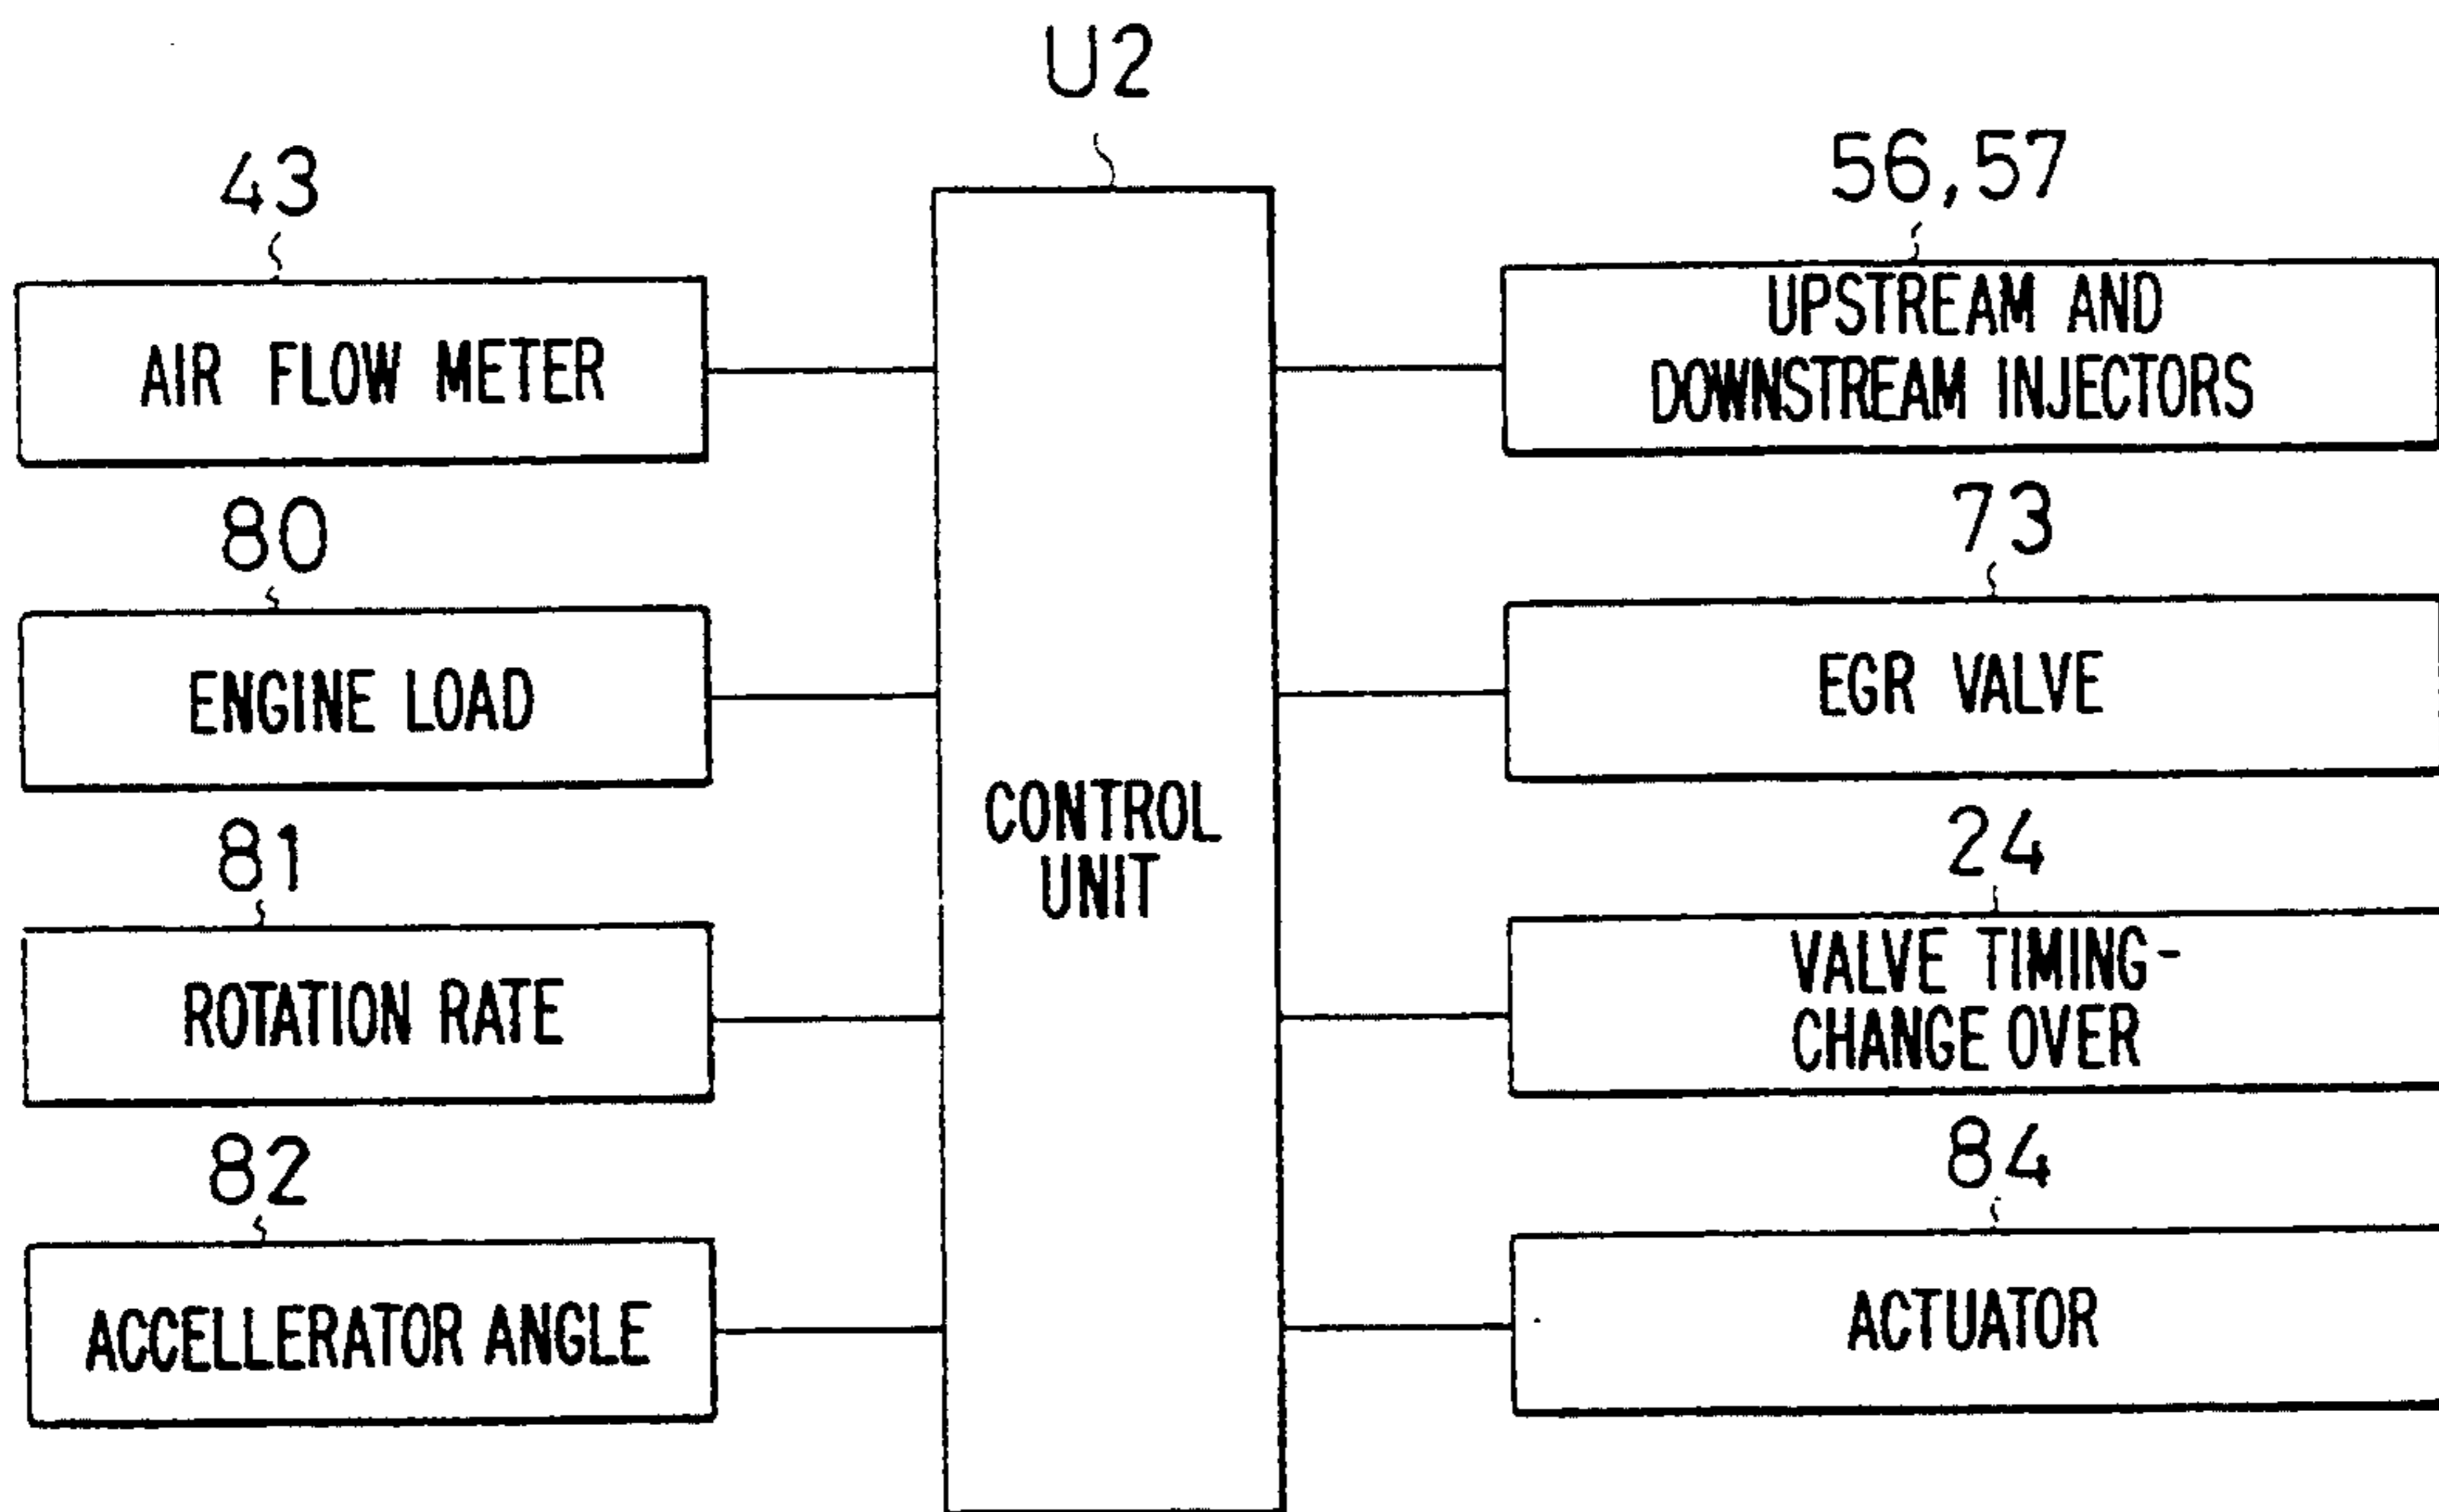 U2
43
AIR FLOW METER
80
ENGINE LOAD
81
ROTATION RATE
82
ACCELLERATOR ANGLE
CONTROL
UNIT
56,57
UPSTREAM AND
DOWNSTREAM INJECTORS
73
EGR VALVE
24
VALVE TIMING-
CHANGE OVER
84
ACTUATOR